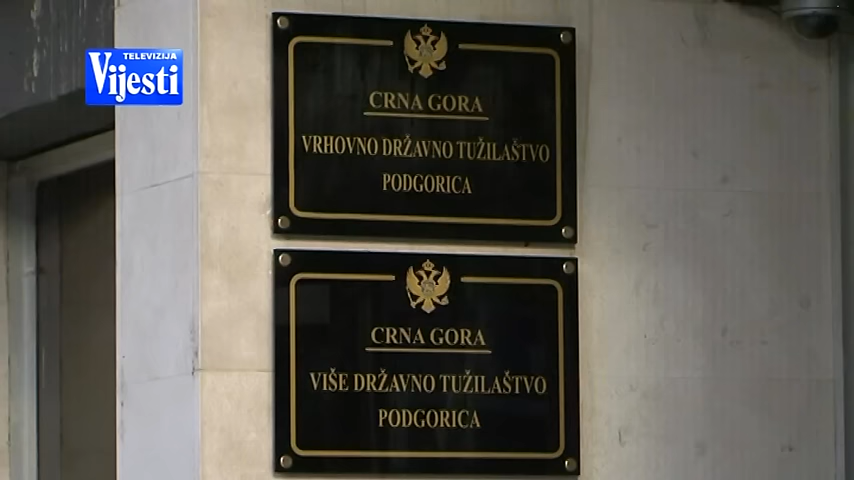 TELEVIZIJA
Vijesti
CRNA GORA
VRHOVNO DRŽAVNO TUŽILAŠTVO
PODGORICA
CRNA GORA
VIŠE DRŽAVNO TUŽILAŠTVO
PODGORICA